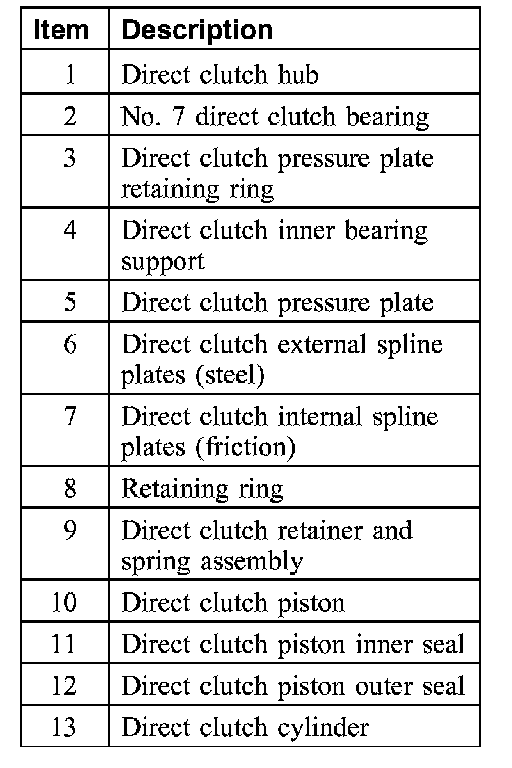 Item Description
1 Direct clutch hub
2 No. 7 direct clutch bearing
3 Direct clutch pressure plate
retaining ring
4 Direct clutch inner bearing
support
5 Direct clutch pressure plate
6 Direct clutch external spline
plates (steel)
7 Direct clutch internal spline
plates (friction)
8 Retaining ring
9 Direct clutch retainer and
spring assembly
10 Direct clutch piston
11 Direct clutch piston inner seal
12 Direct clutch piston outer seal
13 Direct clutch cylinder